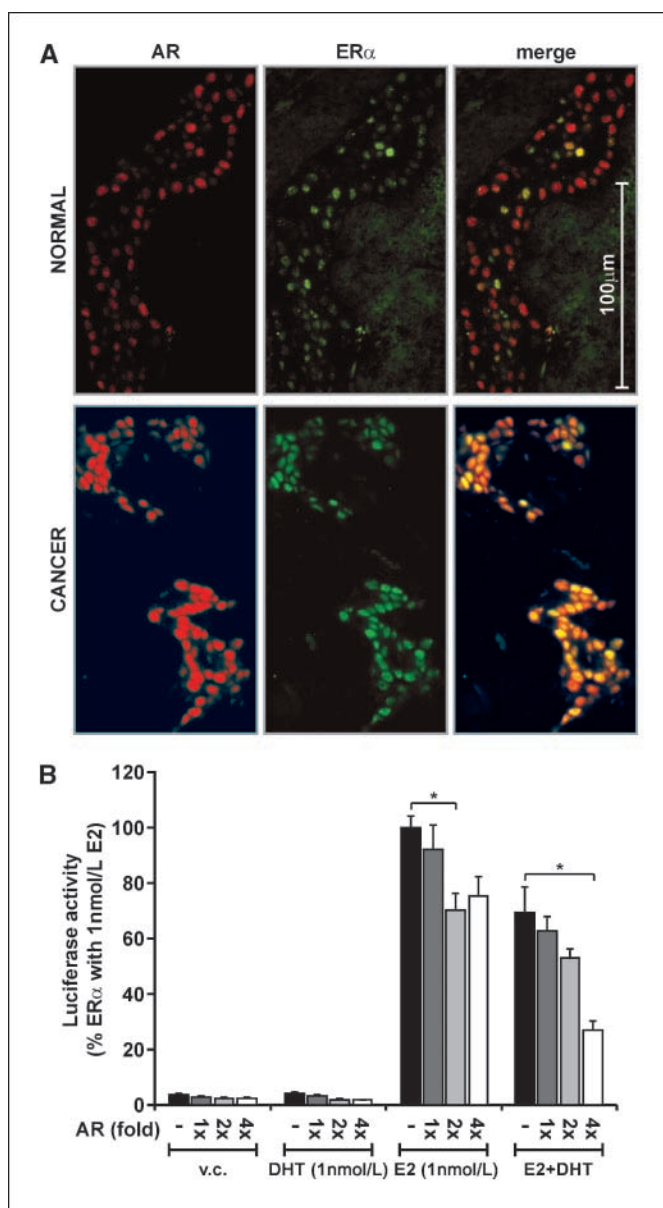 A
AR ERα merge
NORMAL
100μm
CANCER
B
120
100
80
60
40
20
0
Luciferase activity
(% ERα with 1nmol/L E2)
* *
AR (fold) - 1x 2x 4x - 1x 2x 4x - 1x 2x 4x - 1x 2x 4x
v.c. DHT (1nmol/L) E2 (1nmol/L) E2+DHT